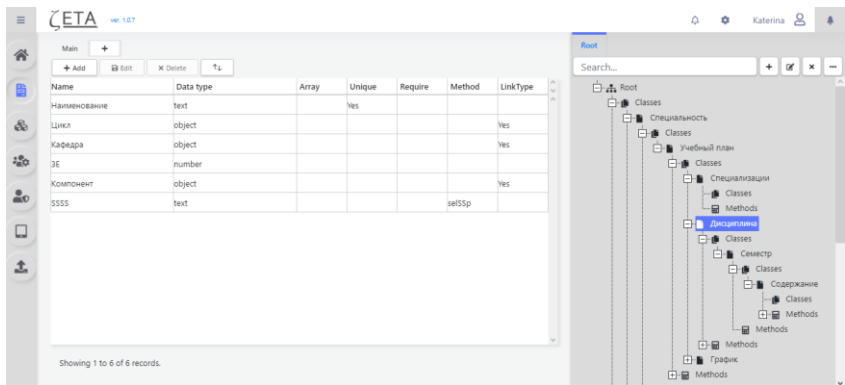 ζETA ver. 1.0.7 Katerina
Main +
+ Add Edit × Delete ↑↓
Name Data type Array Unique Require Method LinkType
Наименование text Yes
Цикл object Yes
Кафедра object Yes
ЗЕ number
Компонент object Yes
SSSS text selSSp
Showing 1 to 6 of 6 records.
Root
Search...
Root
Classes
Специальность
Classes
Учебный план
Classes
Специализации
Classes
Methods
Дисциплина
Classes
Семестр
Classes
Содержание
Classes
Methods
Methods
Methods
График
Methods